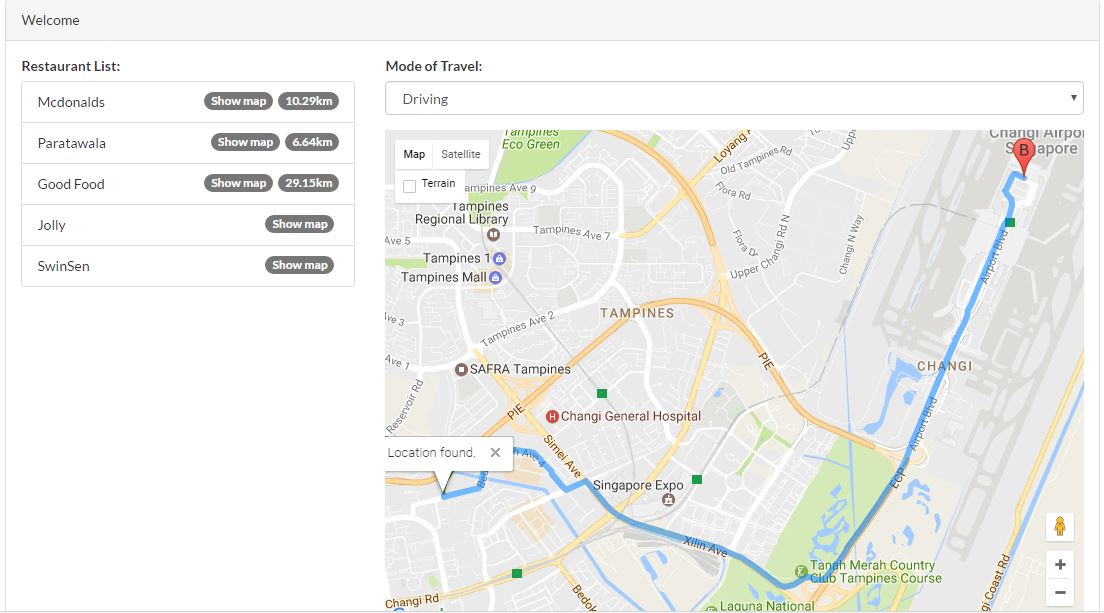 Welcome
Restaurant List:
Mcdonalds Show map 10.29km
Paratawala Show map 6.64km
Good Food Show map 29.15km
Jolly Show map
SwinSen Show map
Mode of Travel:
Driving
Map Satellite
Terrain
Tampines
Eco Green
Loyang
Old Tampines Rd
Upp
Changi Airpor
Singapore
B
ampines Ave 9
Flora Rd
Tampines
Regional Library
Tampines Ave 7
Flora Dr
Upper Changi Rd N
Changi N Way
Ave 5
Tampines 1
Tampines Mall
Airport Blvd
Ave 3
Tampines Ave 2
TAMPINES
Ave 1
SAFRA Tampines
PIE
CHANGI
Reservoir Rd
PIE
H
Changi General Hospital
Airport Blvd
Simei Ave
Location found.
h Ave 4
Bed
Singapore Expo
ECP
Xilin Ave
Tanah Merah Country
Club Tampines Course
Bedok
Changi Rd
Laguna National
i Coast Rd